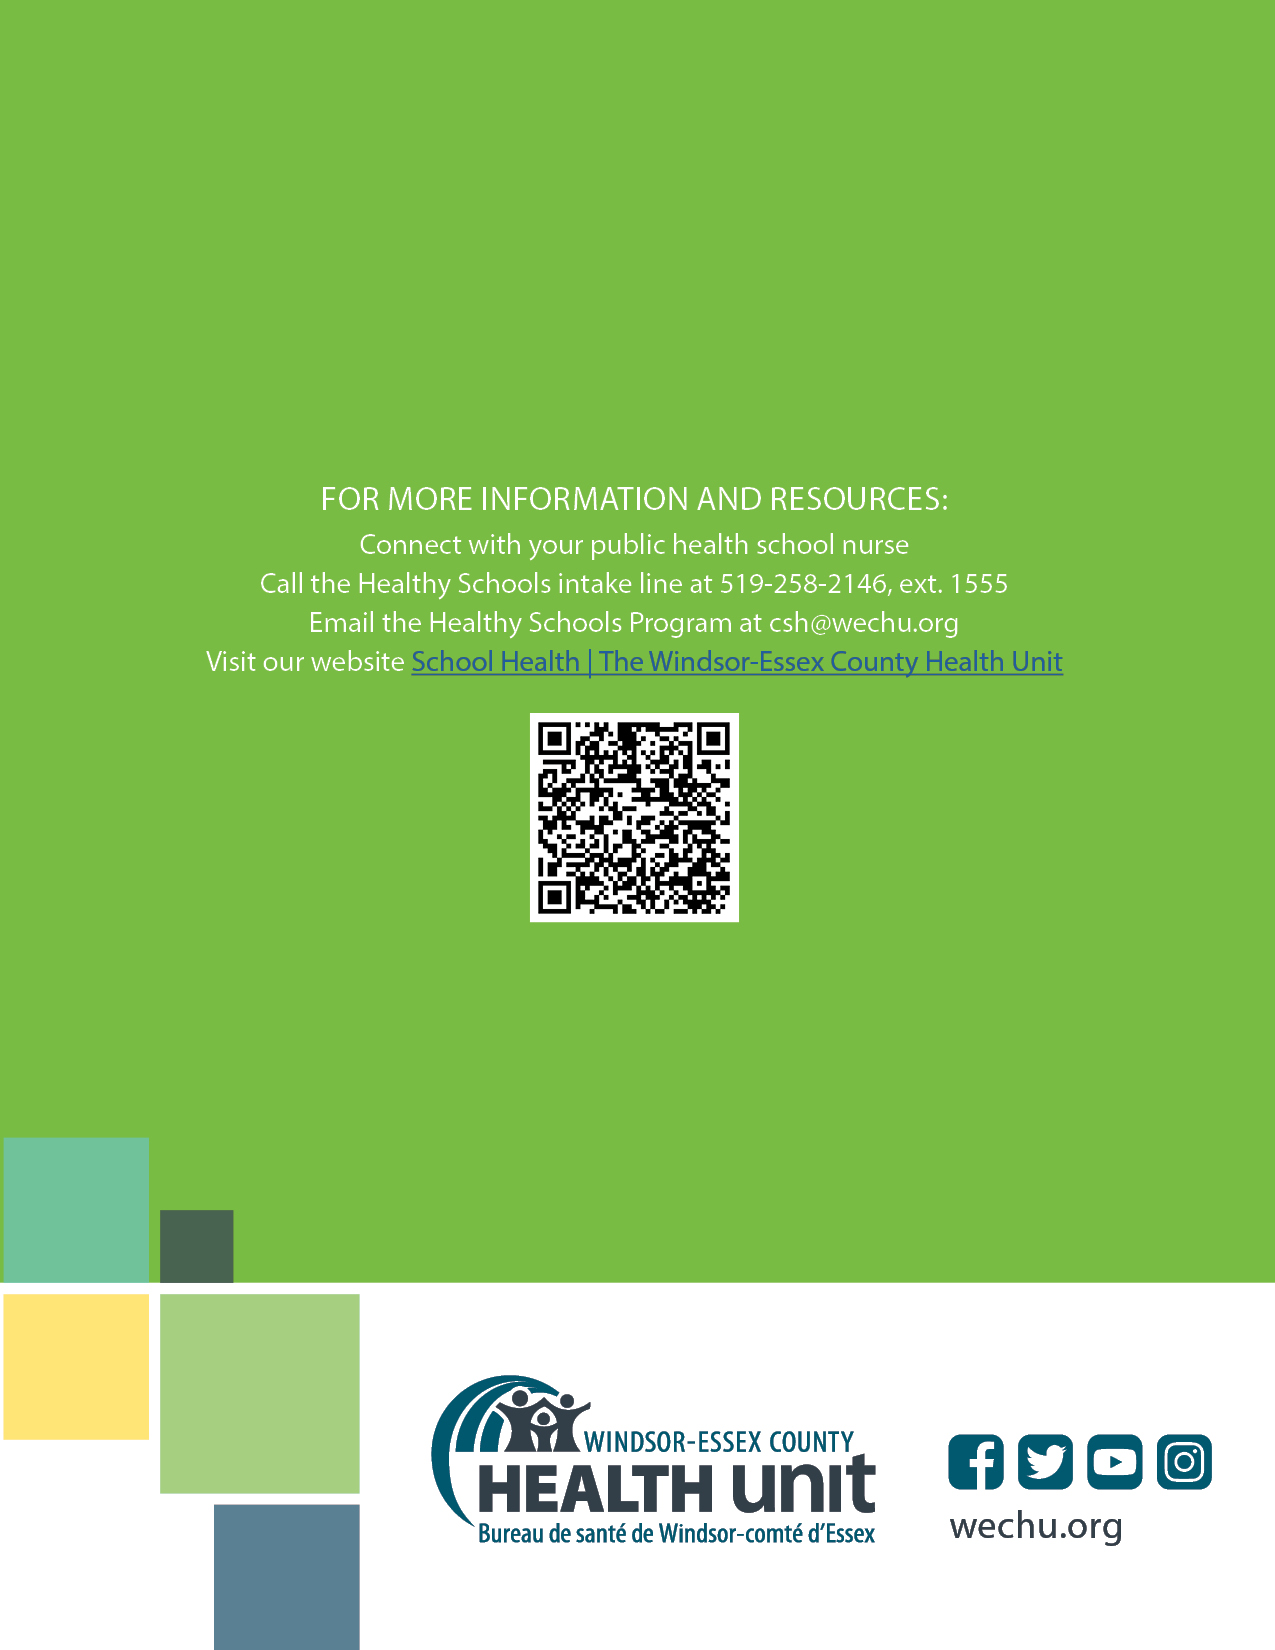 FOR MORE INFORMATION AND RESOURCES:
Connect with your public health school nurse
Call the Healthy Schools intake line at 519-258-2146, ext. 1555
Email the Healthy Schools Program at csh@wechu.org
Visit our website School Health | The Windsor-Essex County Health Unit
WINDSOR-ESSEX COUNTY
HEALTH unit
Bureau de santé de Windsor-comté d'Essex
wechu.org